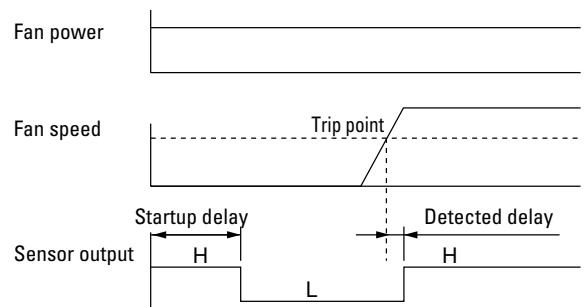 Fan power
Fan speed
Trip point
Startup delay
Detected delay
Sensor output
H
H
L